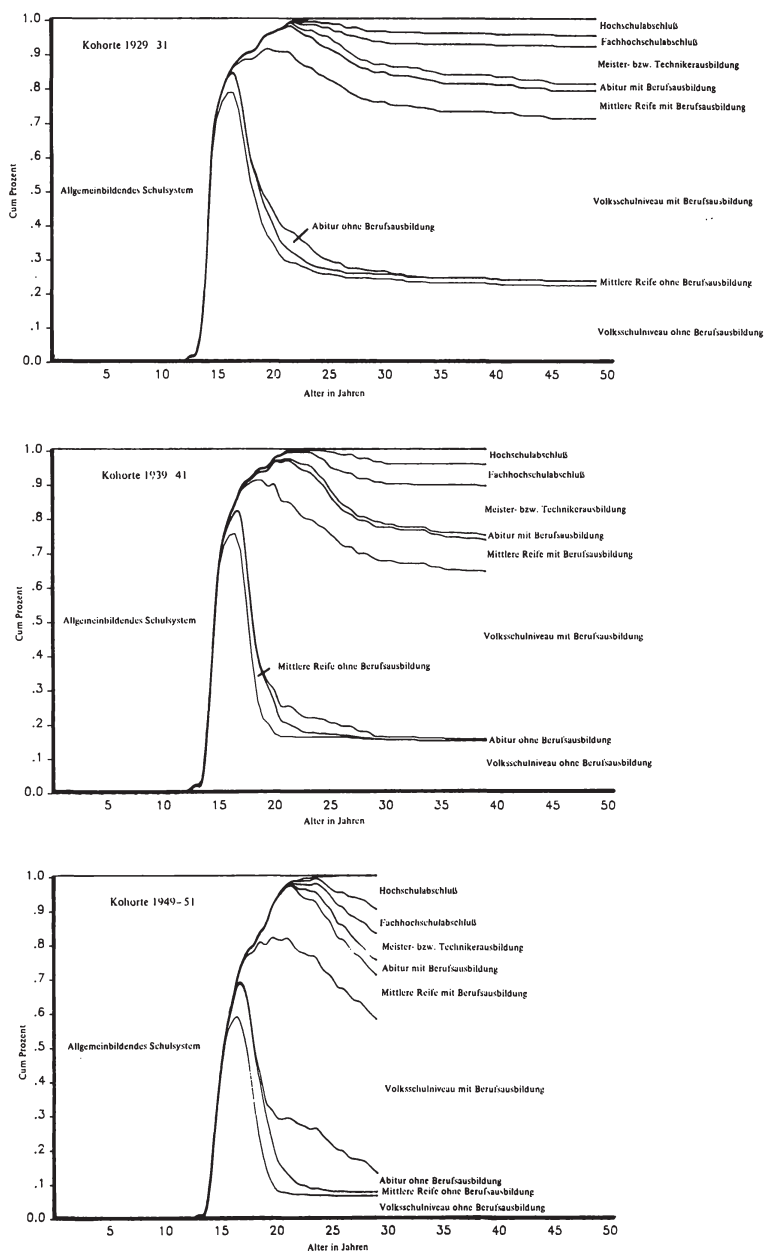 Kohorte 1929–31
Cum Prozent
1.0
.9
.8
.7
.6
.5
.4
.3
.2
.1
0.0
Hochschulabschluß
Fachhochschulabschluß
Meister- bzw. Technikerausbildung
Abitur mit Berufsausbildung
Mittlere Reife mit Berufsausbildung
Allgemeinbildendes Schulsystem
Volksschulniveau mit Berufsausbildung
Abitur ohne Berufsausbildung
Mittlere Reife ohne Berufsausbildung
Volksschulniveau ohne Berufsausbildung
5 10 15 20 25 30 35 40 45 50
Alter in Jahren
Kohorte 1939–41
Cum Prozent
1.0
.9
.8
.7
.6
.5
.4
.3
.2
.1
0.0
Hochschulabschluß
Fachhochschulabschluß
Meister- bzw. Technikerausbildung
Abitur mit Berufsausbildung
Mittlere Reife mit Berufsausbildung
Allgemeinbildendes Schulsystem
Volksschulniveau mit Berufsausbildung
Mittlere Reife ohne Berufsausbildung
Abitur ohne Berufsausbildung
Volksschulniveau ohne Berufsausbildung
5 10 15 20 25 30 35 40 45 50
Alter in Jahren
Kohorte 1949–51
Cum Prozent
1.0
.9
.8
.7
.6
.5
.4
.3
.2
.1
0.0
Hochschulabschluß
Fachhochschulabschluß
Meister- bzw. Technikerausbildung
Abitur mit Berufsausbildung
Mittlere Reife mit Berufsausbildung
Allgemeinbildendes Schulsystem
Volksschulniveau mit Berufsausbildung
Abitur ohne Berufsausbildung
Mittlere Reife ohne Berufsausbildung
Volksschulniveau ohne Berufsausbildung
5 10 15 20 25 30 35 40 45 50
Alter in Jahren